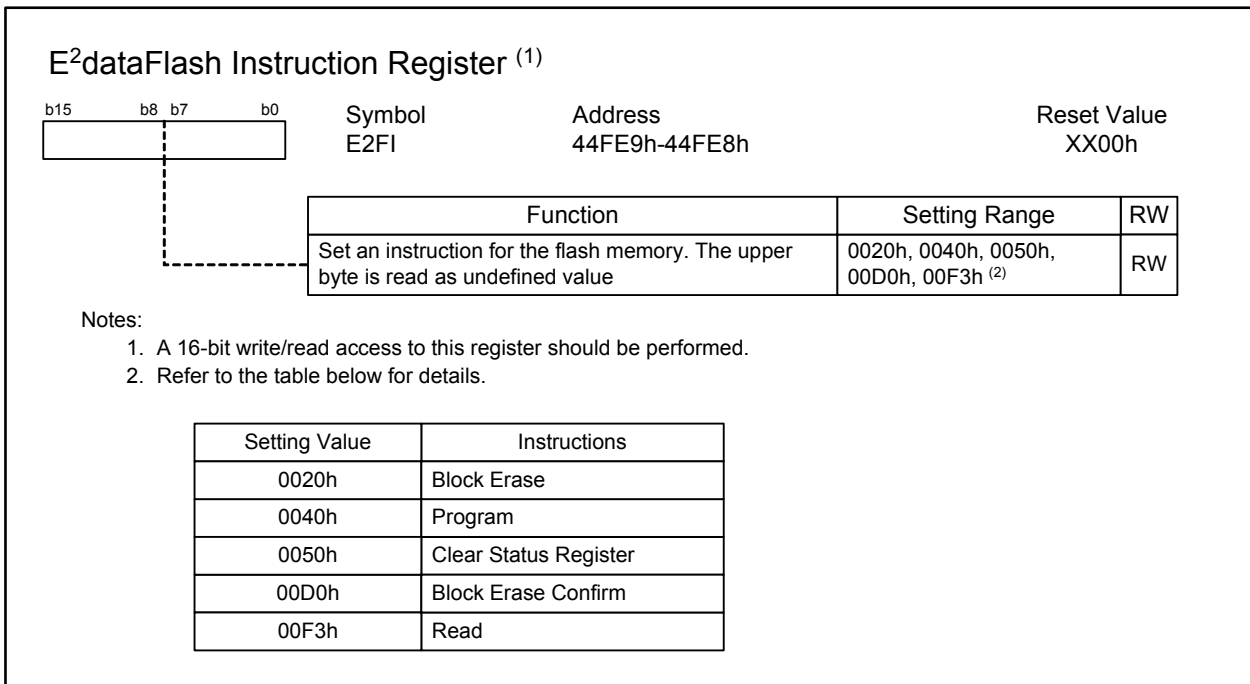 E²dataFlash Instruction Register (1)
b15 b8 b7 b0
Symbol Address Reset Value
E2FI 44FE9h-44FE8h XX00h
Function Setting Range RW
Set an instruction for the flash memory. The upper
byte is read as undefined value
0020h, 0040h, 0050h,
00D0h, 00F3h (2)
RW
Notes:
1. A 16-bit write/read access to this register should be performed.
2. Refer to the table below for details.
Setting Value Instructions
0020h Block Erase
0040h Program
0050h Clear Status Register
00D0h Block Erase Confirm
00F3h Read